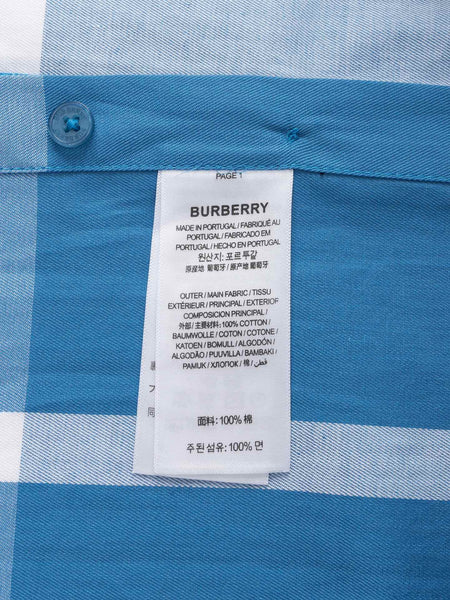 PAGE 1
BURBERRY
MADE IN PORTUGAL / FABRIQUÉ AU
PORTUGAL / FABRICADO EM
PORTUGAL / HECHO EN PORTUGAL
원산지: 포르투갈
原産地 葡萄牙 / 原产地 葡萄牙
OUTER / MAIN FABRIC / TISSU
EXTÉRIEUR / PRINCIPAL / EXTERIOR
COMPOSICIÓN PRINCIPAL /
外部 / 主要材料: 100% COTTON /
BAUMWOLLE / COTON / COTONE /
KATOEN / BOMULL / ALGODÓN /
ALGODÃO / PUUVILLA / BAMBAKI /
PAMUK / ХЛОПОК / 棉 / قطن /
面料: 100% 棉
주된 섬유: 100% 면